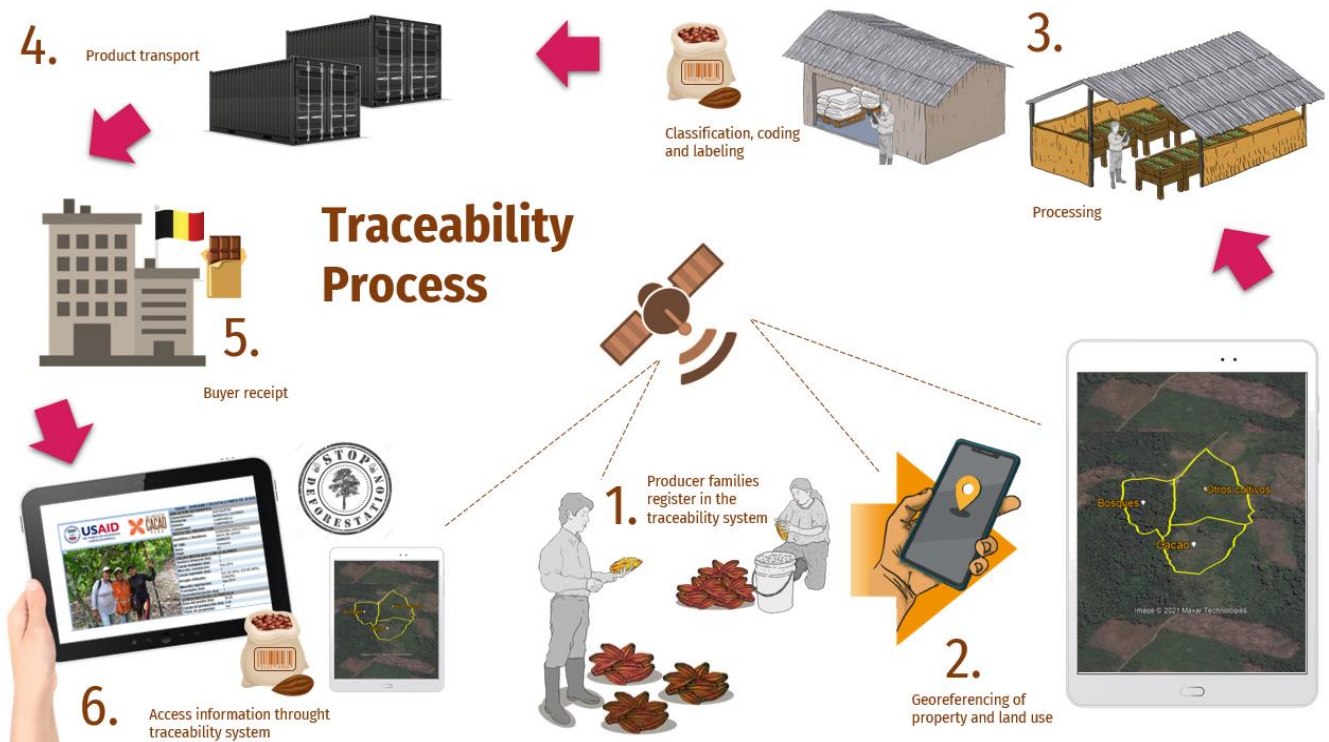 4.
Product transport
Classification, coding
and labeling
3.
Processing
Traceability
Process
5.
Buyer receipt
1.
Producer families
register in the
traceability system
2.
Georeferencing of
property and land use
Bosques
Otros cultivos
Cacao
Image © 2021 Maxar Technologies
STOP
DEFORESTATION
USAID
CACAO
6.
Access information throught
traceability system